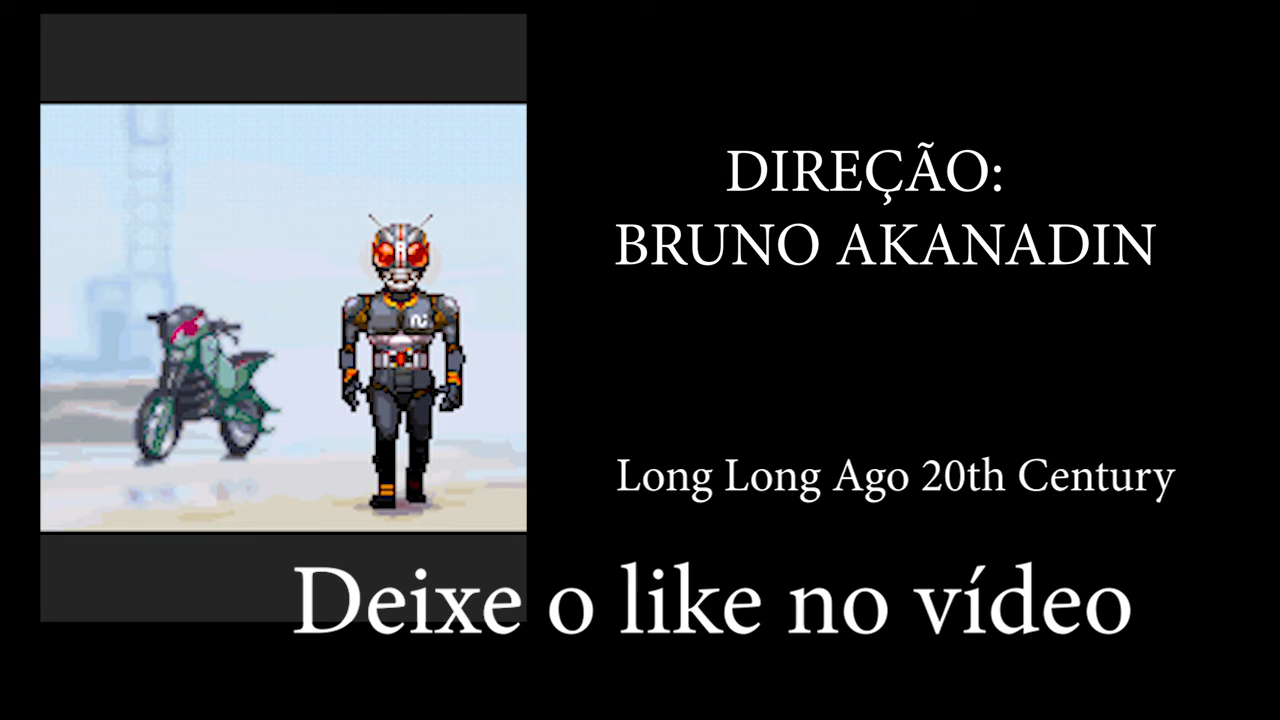 DIREÇÃO:
BRUNO AKANADIN
Long Long Ago 20th Century
Deixe o like no vídeo